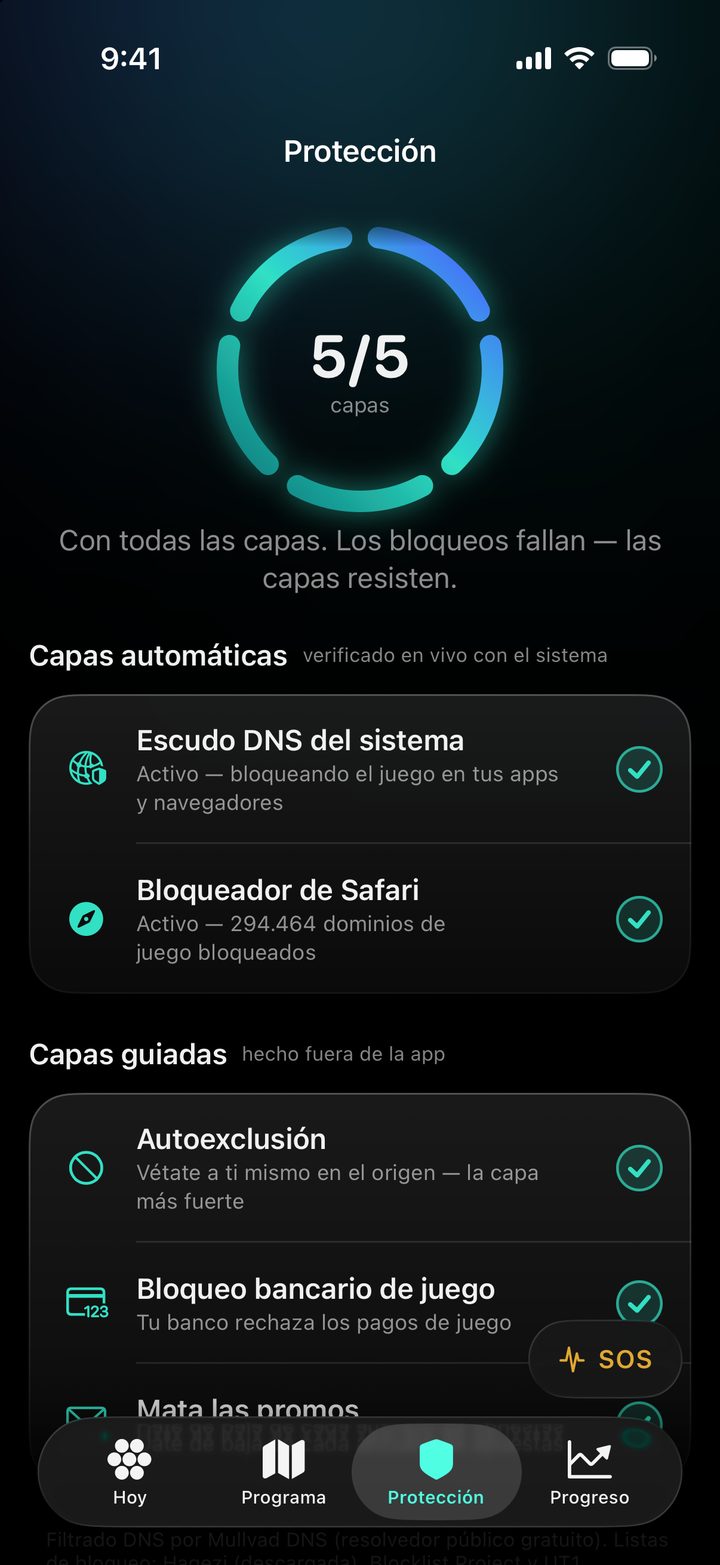 9:41
Protección
5/5
capas
Con todas las capas. Los bloqueos fallan — las
capas resisten.
Capas automáticas verificado en vivo con el sistema
Escudo DNS del sistema
Activo — bloqueando el juego en tus apps
y navegadores
Bloqueador de Safari
Activo — 294.464 dominios de
juego bloqueados
Capas guiadas hecho fuera de la app
Autoexclusión
Vétate a ti mismo en el origen — la capa
más fuerte
123
Bloqueo bancario de juego
Tu banco rechaza los pagos de juego
SOS
Mata las promos
Hoy
Programa
Protección
Progreso
Filtrado DNS por Mullvad DNS (resolvedor público gratuito). Listas
de bloqueo: Hagezi (descargada), Blocklist Project y UT1